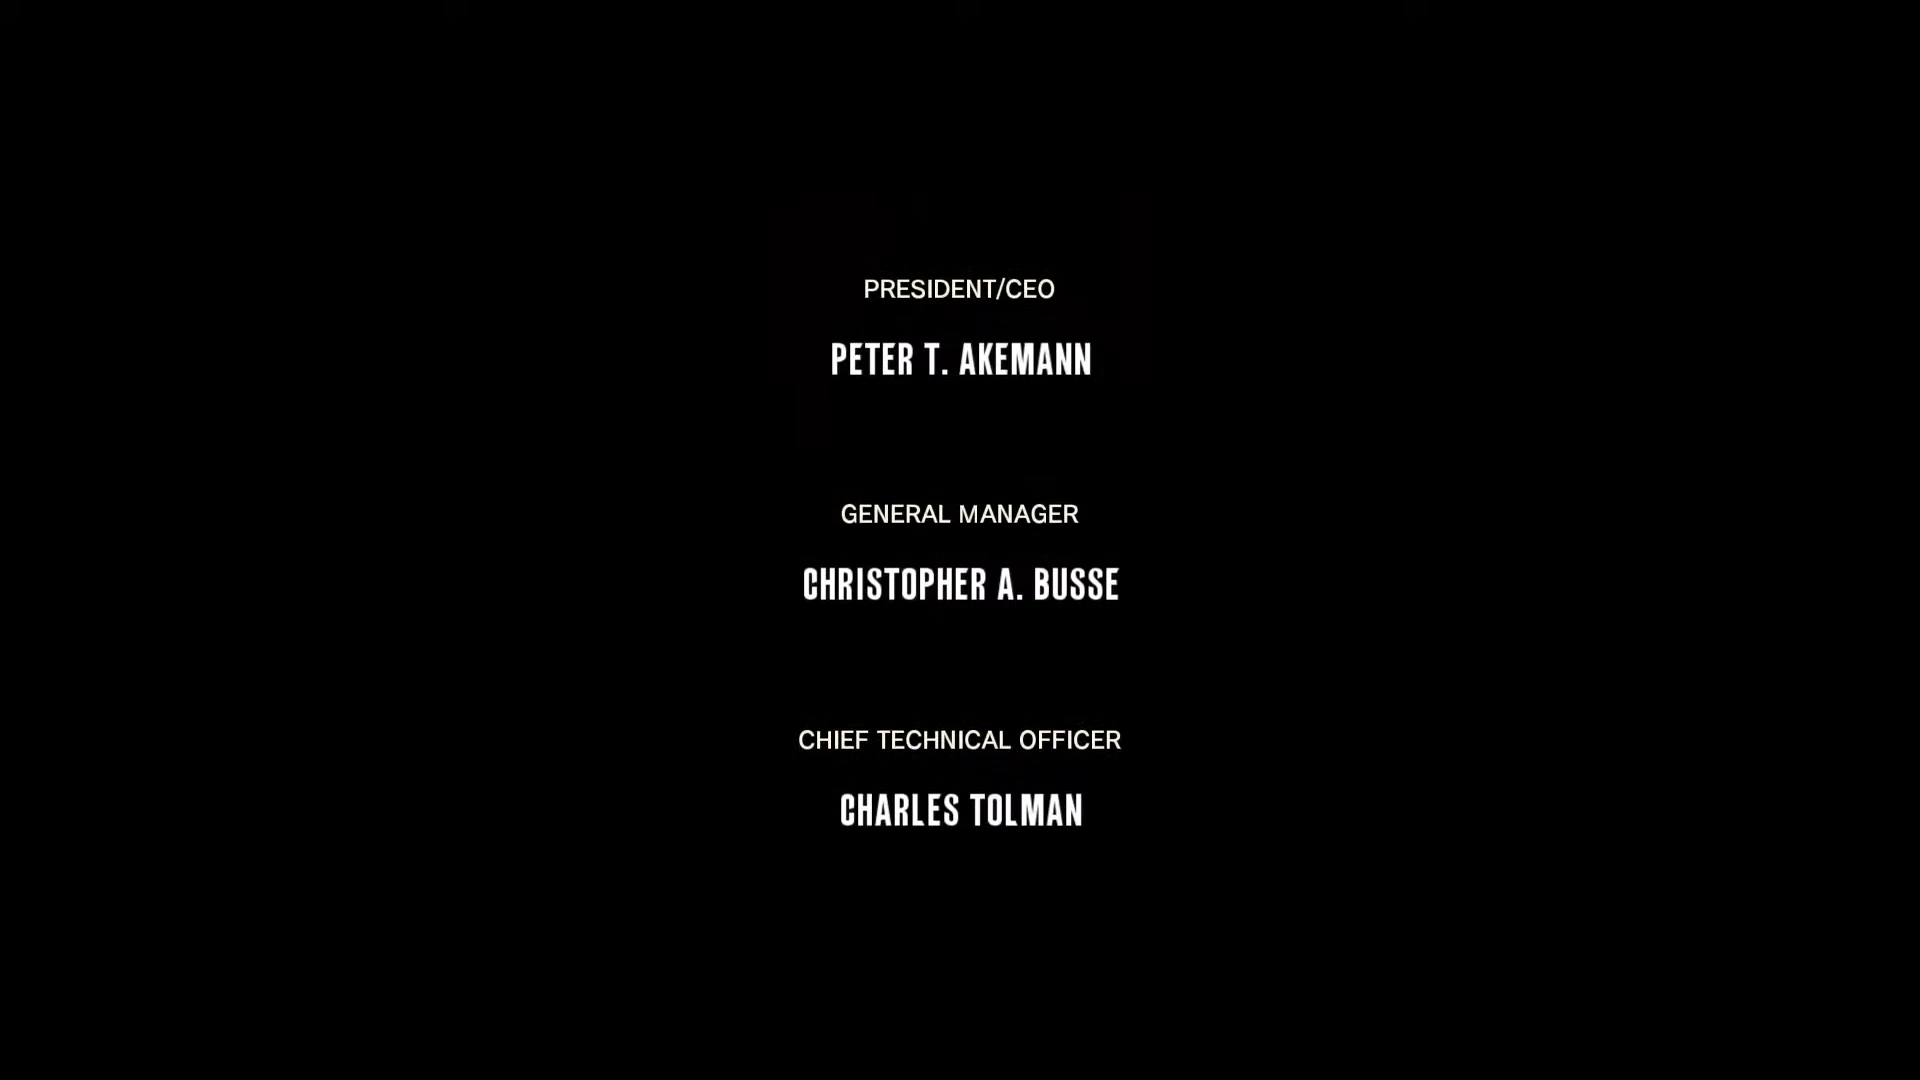 PRESIDENT/CEO
PETER T. AKEMANN
GENERAL MANAGER
CHRISTOPHER A. BUSSE
CHIEF TECHNICAL OFFICER
CHARLES TOLMAN